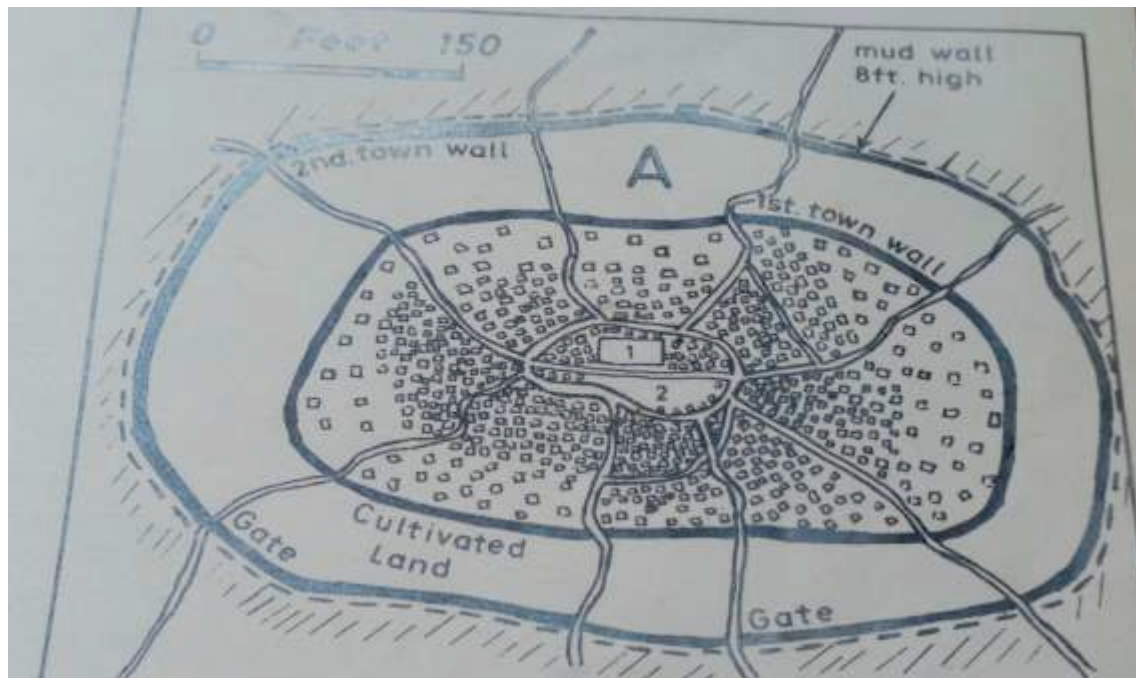 0 Feet 150
mud wall
8ft. high
2nd. town wall
A
1st. town wall
1
2
Cultivated
Land
Gate
Gate